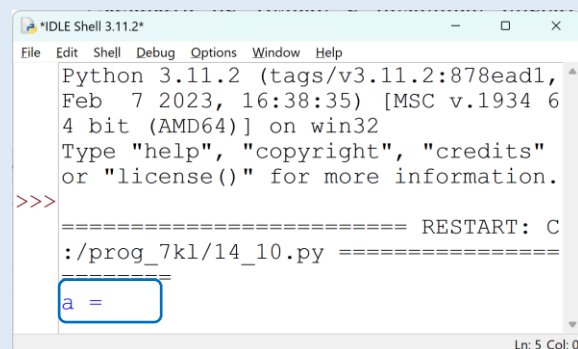 *IDLE Shell 3.11.2*
File Edit Shell Debug Options Window Help
Python 3.11.2 (tags/v3.11.2:878ead1,
Feb  7 2023, 16:38:35) [MSC v.1934 6
4 bit (AMD64)] on win32
Type "help", "copyright", "credits"
or "license()" for more information.
>>>
========================= RESTART: C
:/prog_7kl/14_10.py ================
========
a =
Ln: 5 Col: 0